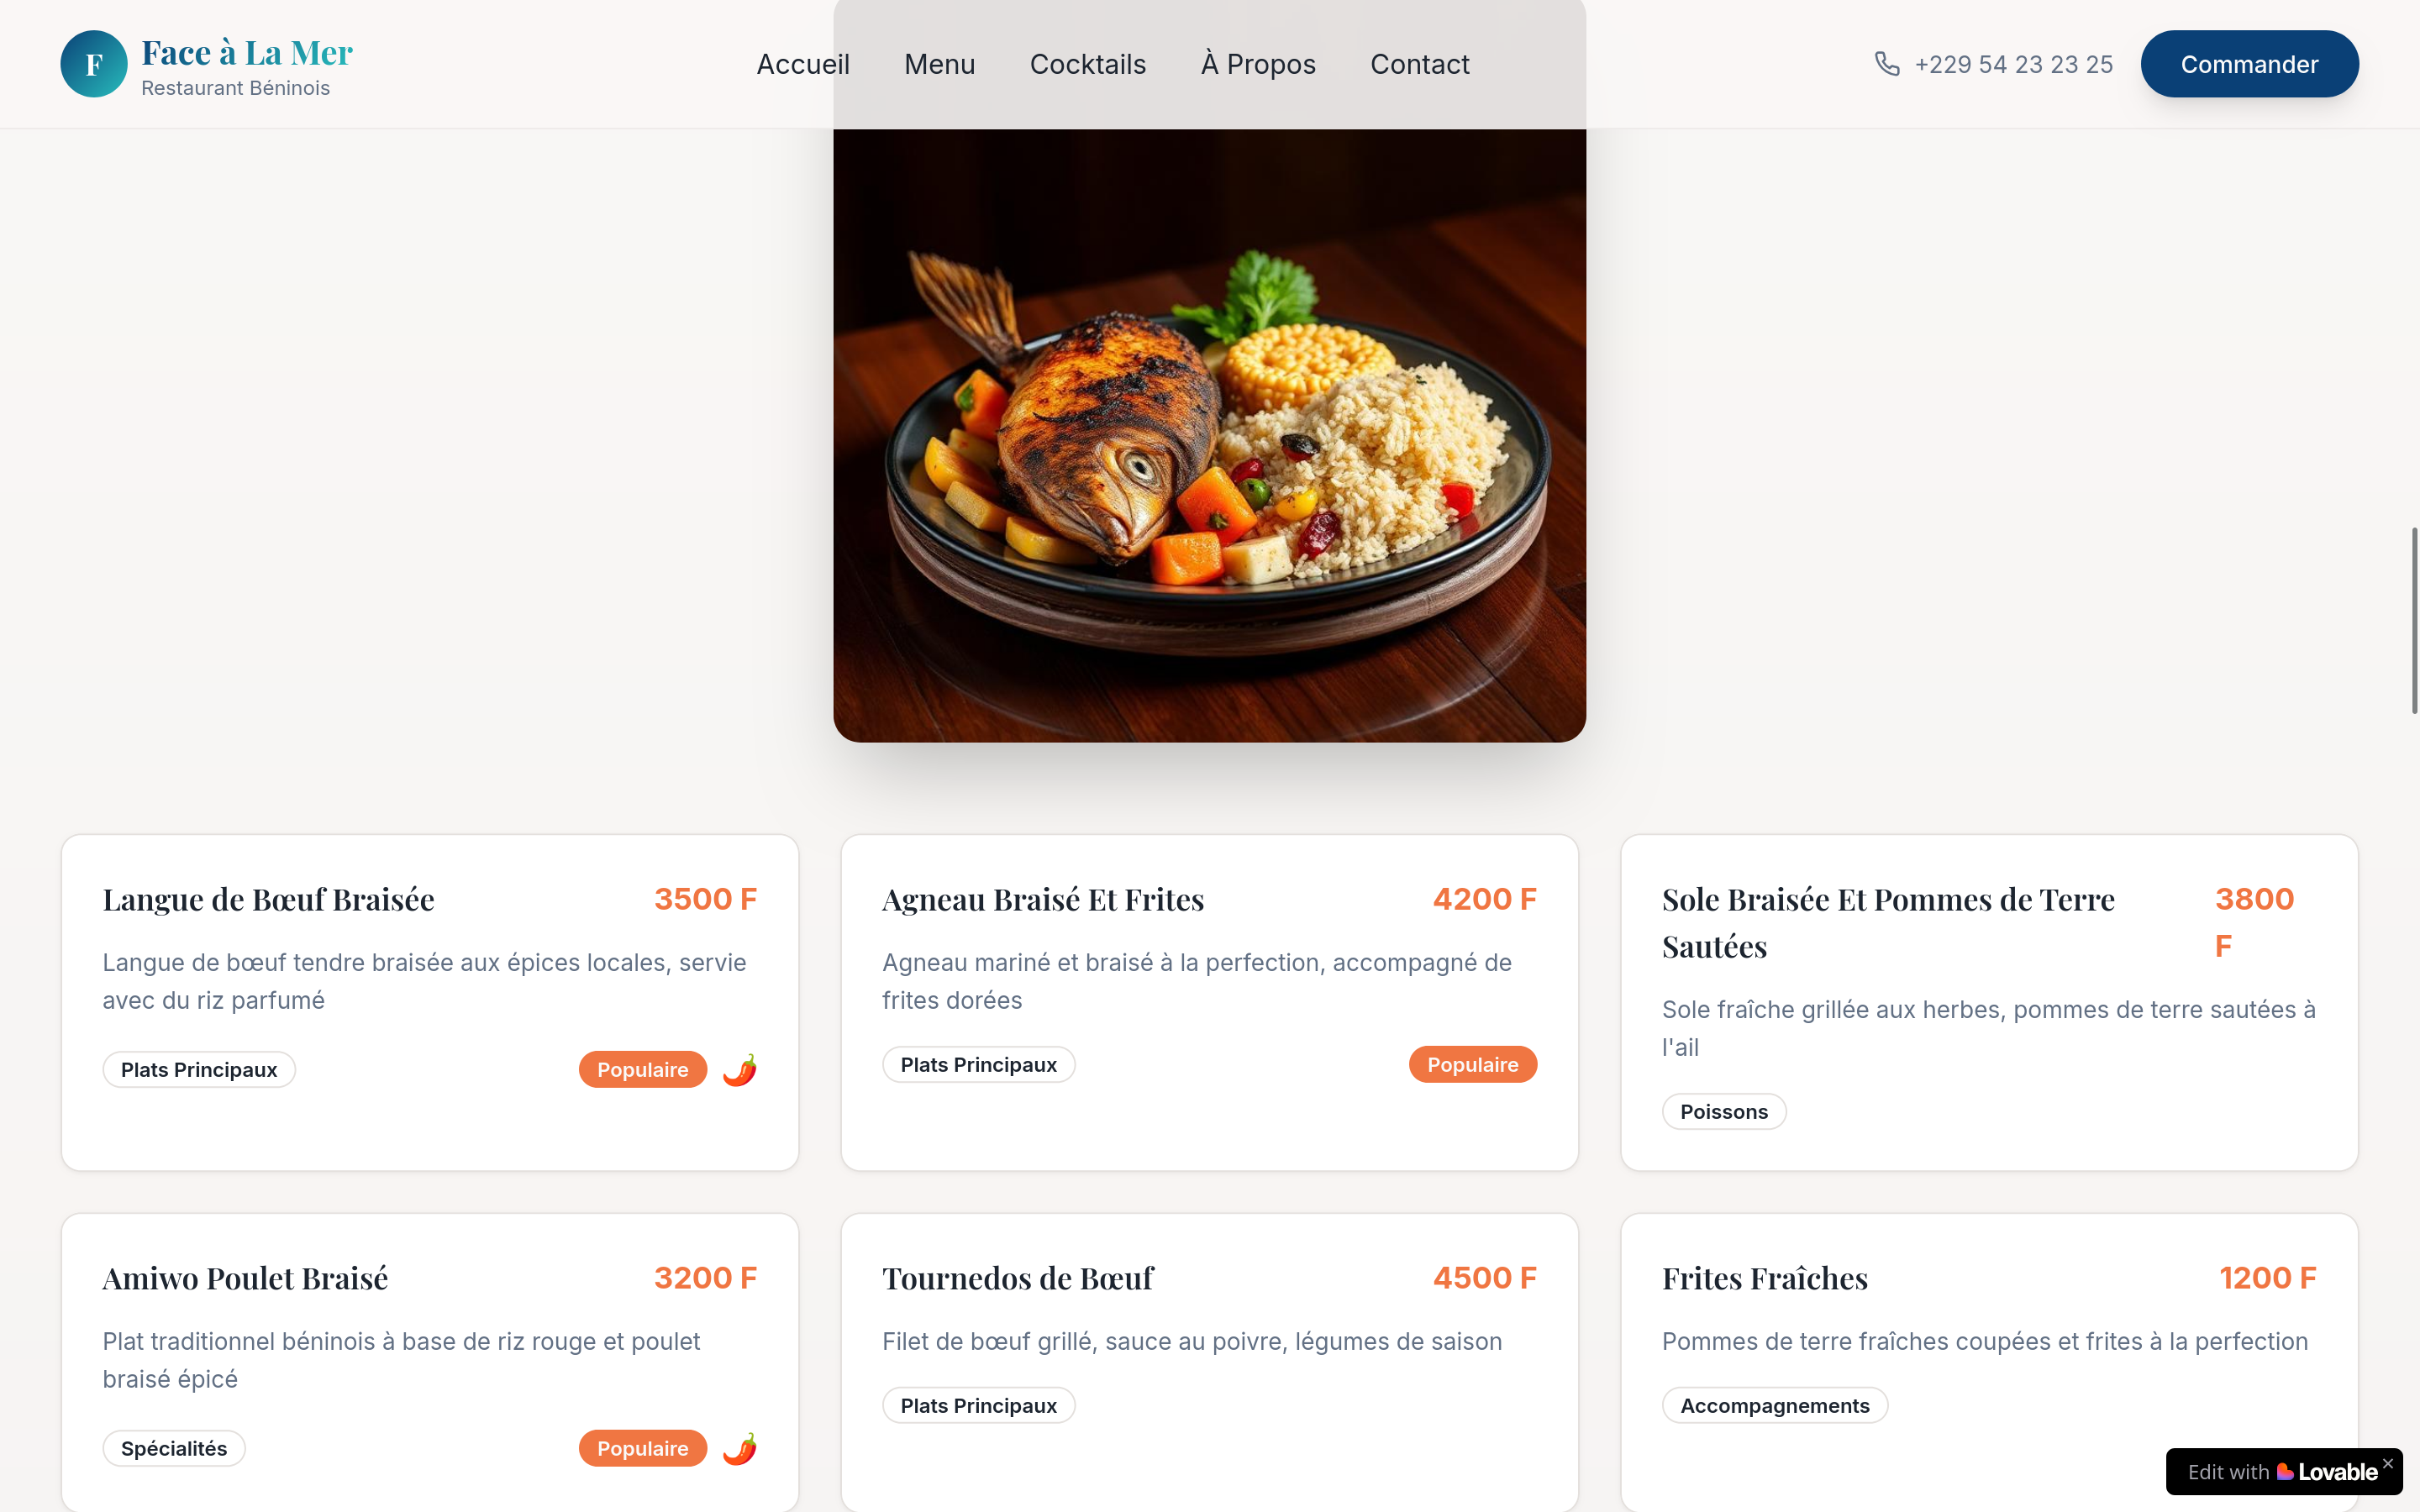 F
Face à La Mer
Restaurant Béninois
Accueil
Menu
Cocktails
À Propos
Contact
+229 54 23 23 25
Commander
Langue de Bœuf Braisée
3500 F
Langue de bœuf tendre braisée aux épices locales, servie
avec du riz parfumé
Plats Principaux
Populaire
Agneau Braisé Et Frites
4200 F
Agneau mariné et braisé à la perfection, accompagné de
frites dorées
Plats Principaux
Populaire
Sole Braisée Et Pommes de Terre
Sautées
3800
F
Sole fraîche grillée aux herbes, pommes de terre sautées à
l'ail
Poissons
Amiwo Poulet Braisé
3200 F
Plat traditionnel béninois à base de riz rouge et poulet
braisé épicé
Spécialités
Populaire
Tournedos de Bœuf
4500 F
Filet de bœuf grillé, sauce au poivre, légumes de saison
Plats Principaux
Frites Fraîches
1200 F
Pommes de terre fraîches coupées et frites à la perfection
Accompagnements
Edit with Lovable